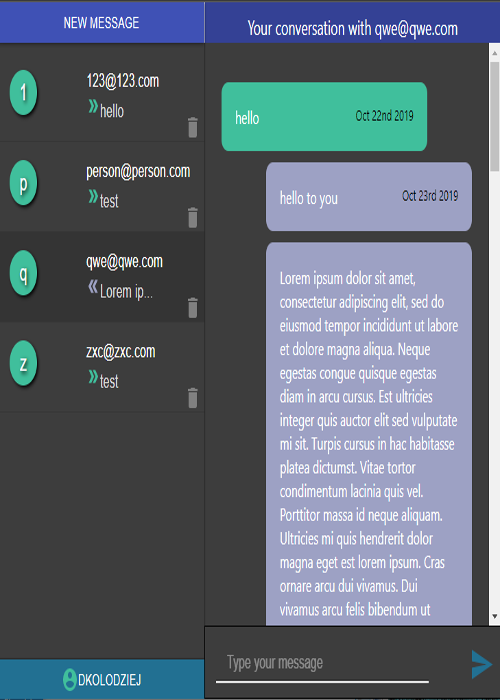 NEW MESSAGE
1
123@123.com
»hello
p
person@person.com
»test
q
qwe@qwe.com
«Lorem ip...
z
zxc@zxc.com
»test
DKOLODZIEJ
Your conversation with qwe@qwe.com
hello
Oct 22nd 2019
hello to you
Oct 23rd 2019
Lorem ipsum dolor sit amet,
consectetur adipiscing elit, sed do
eiusmod tempor incididunt ut labore
et dolore magna aliqua. Neque
egestas congue quisque egestas
diam in arcu cursus. Est ultricies
integer quis auctor elit sed vulputate
mi sit. Turpis cursus in hac habitasse
platea dictumst. Vitae tortor
condimentum lacinia quis vel.
Porttitor massa id neque aliquam.
Ultricies mi quis hendrerit dolor
magna eget est lorem ipsum. Cras
ornare arcu dui vivamus. Dui
vivamus arcu felis bibendum ut
Type your message